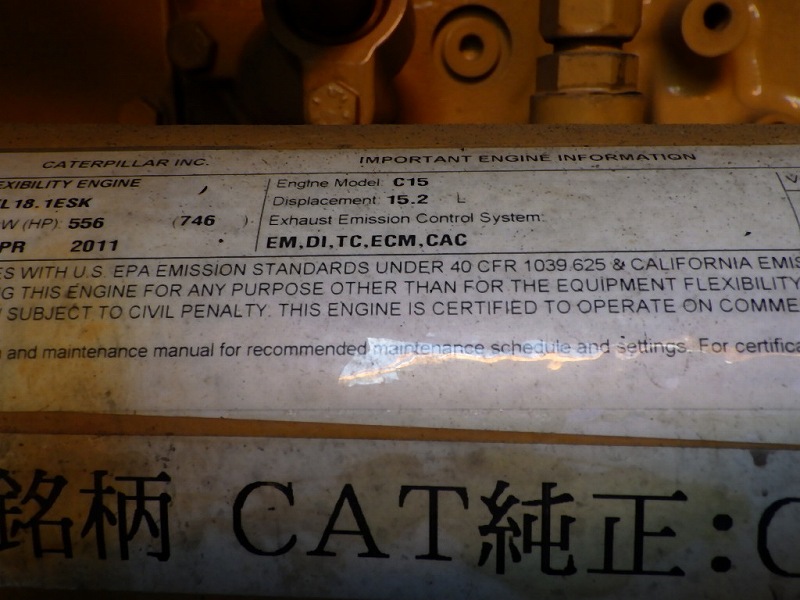 CATERPILLAR INC. IMPORTANT ENGINE INFORMATION
EXIBILITY ENGINE
L18.1ESK
W (HP): 556 (746 )
PR 2011
Engine Model: C15
Displacement: 15.2 L
Exhaust Emission Control System:
EM,DI,TC,ECM,CAC
ES WITH U.S. EPA EMISSION STANDARDS UNDER 40 CFR 1039.625 & CALIFORNIA EMIS
NG THIS ENGINE FOR ANY PURPOSE OTHER THAN FOR THE EQUIPMENT FLEXIBILITY
SUBJECT TO CIVIL PENALTY. THIS ENGINE IS CERTIFIED TO OPERATE ON COMME
and maintenance manual for recommended maintenance schedule and settings. For certifica
銘柄 CAT純正:C